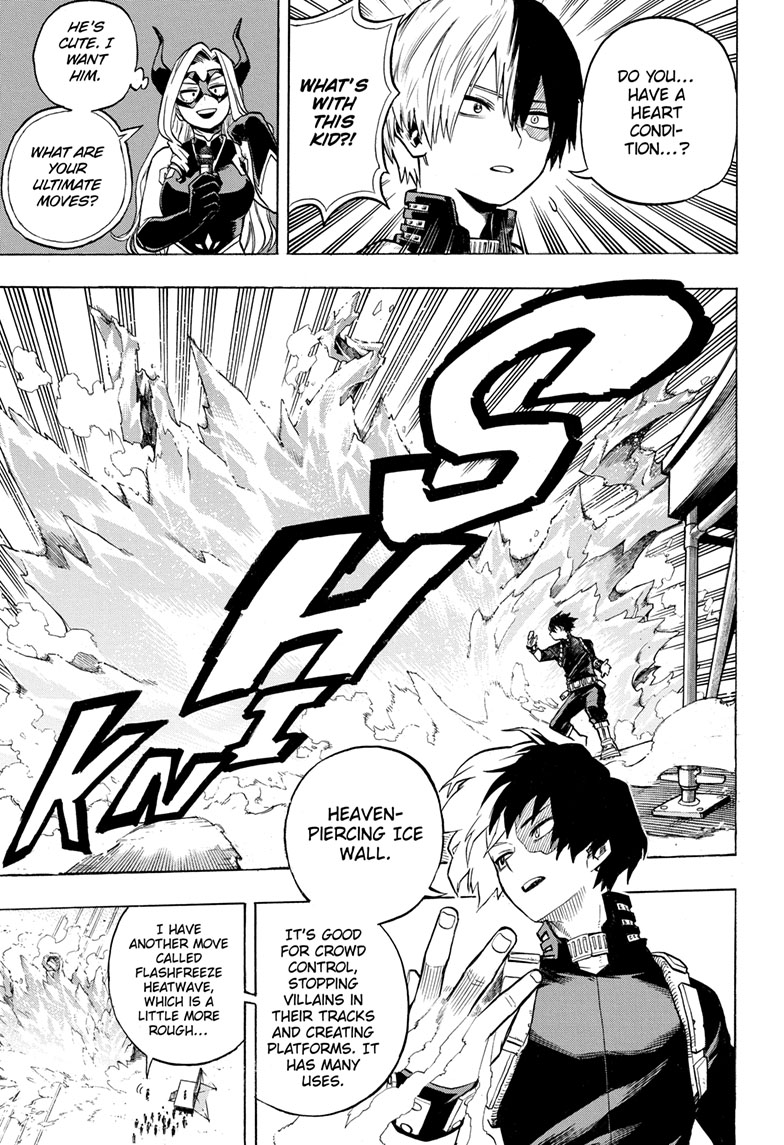 DO YOU...
HAVE A
HEART
CONDI-
TION...?
WHAT'S
WITH
THIS
KID?!
HE'S
CUTE. I
WANT
HIM.
WHAT ARE
YOUR
ULTIMATE
MOVES?
SHKNI
HEAVEN-
PIERCING ICE
WALL.
IT'S GOOD
FOR CROWD
CONTROL,
STOPPING
VILLAINS IN
THEIR TRACKS
AND CREATING
PLATFORMS. IT
HAS MANY
USES.
I HAVE
ANOTHER MOVE
CALLED
FLASHFREEZE
HEATWAVE,
WHICH IS A
LITTLE MORE
ROUGH...